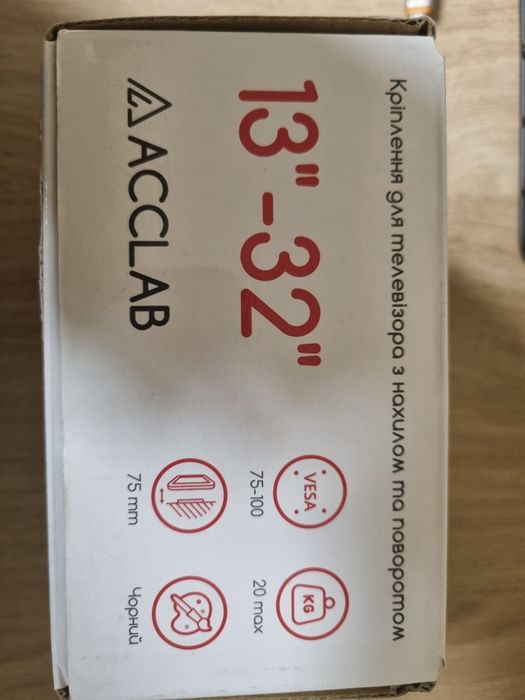 Кріплення для телевізора з нахилом та поворотом
13"-32"
ACCLAB
VESA
75-100
KG
20 max
75 mm
Чорний